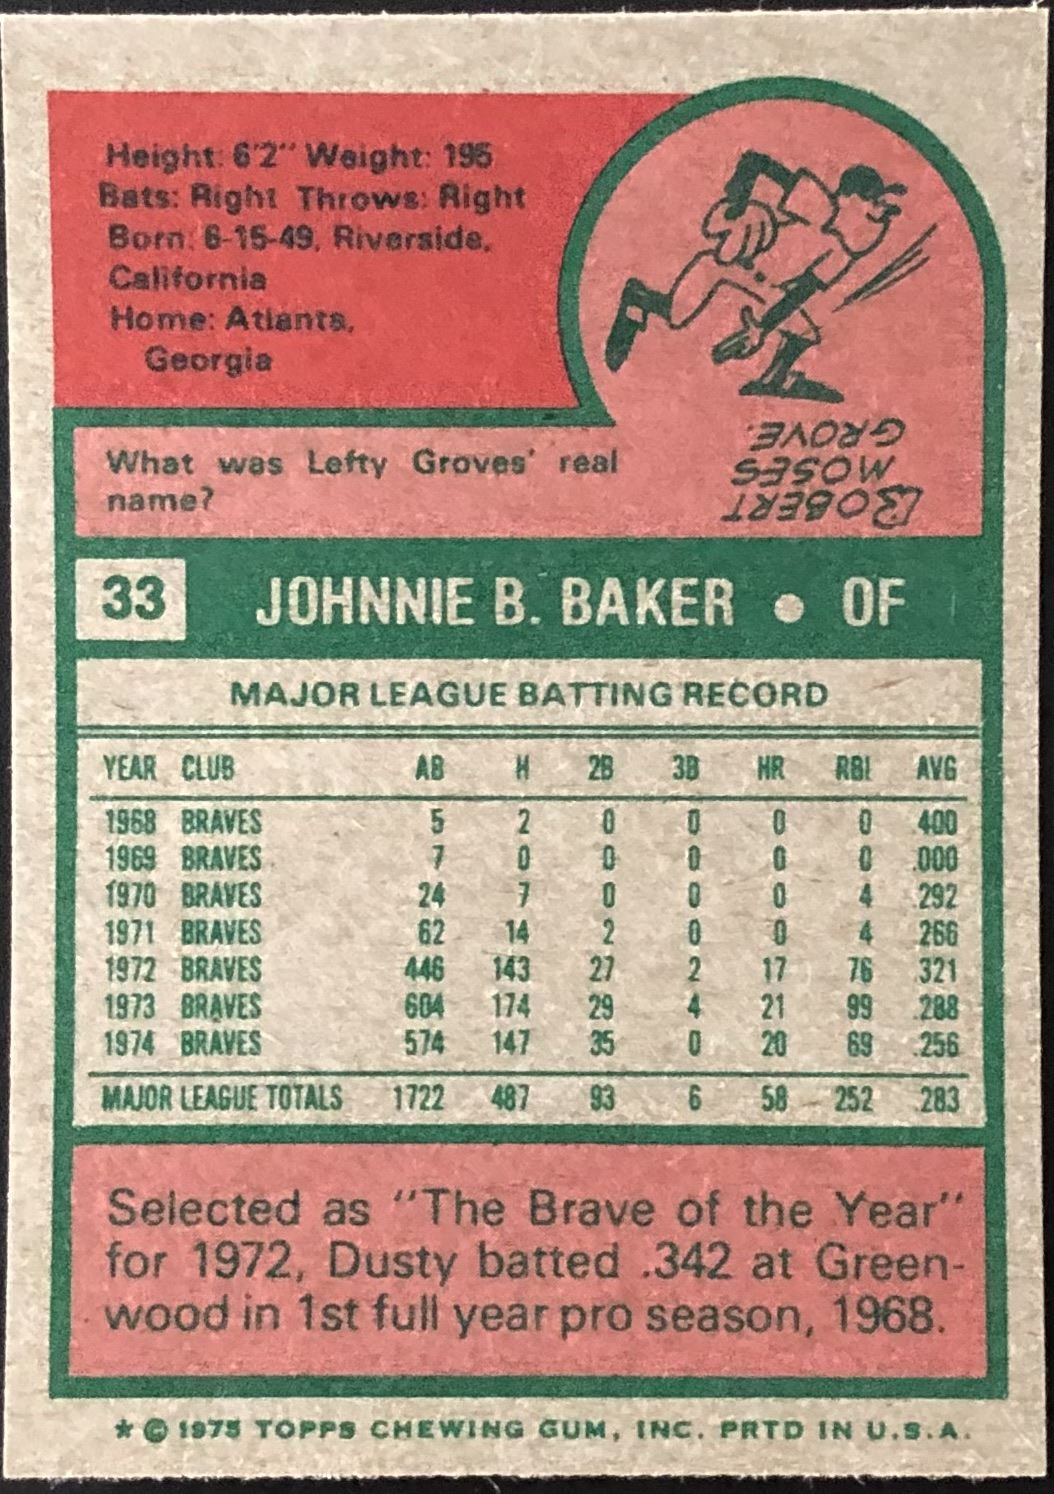 Height: 6'2" Weight: 195
Bats: Right Throws: Right
Born: 6-15-49, Riverside,
California
Home: Atlanta,
Georgia
What was Lefty Groves' real
name?
ROBERT
MOSES
GROVE.
33 JOHNNIE B. BAKER • OF
MAJOR LEAGUE BATTING RECORD
YEAR CLUB AB H 2B 3B HR RBI AVG
1968 BRAVES 5 2 0 0 0 0 .400
1969 BRAVES 7 0 0 0 0 0 .000
1970 BRAVES 24 7 0 0 0 4 .292
1971 BRAVES 62 14 2 0 0 4 .266
1972 BRAVES 446 143 27 2 17 76 .321
1973 BRAVES 604 174 29 4 21 99 .288
1974 BRAVES 574 147 35 0 20 69 .256
MAJOR LEAGUE TOTALS 1722 487 93 6 58 252 .283
Selected as "The Brave of the Year"
for 1972, Dusty batted .342 at Green-
wood in 1st full year pro season, 1968.
* © 1975 TOPPS CHEWING GUM, INC. PRTD IN U.S.A.